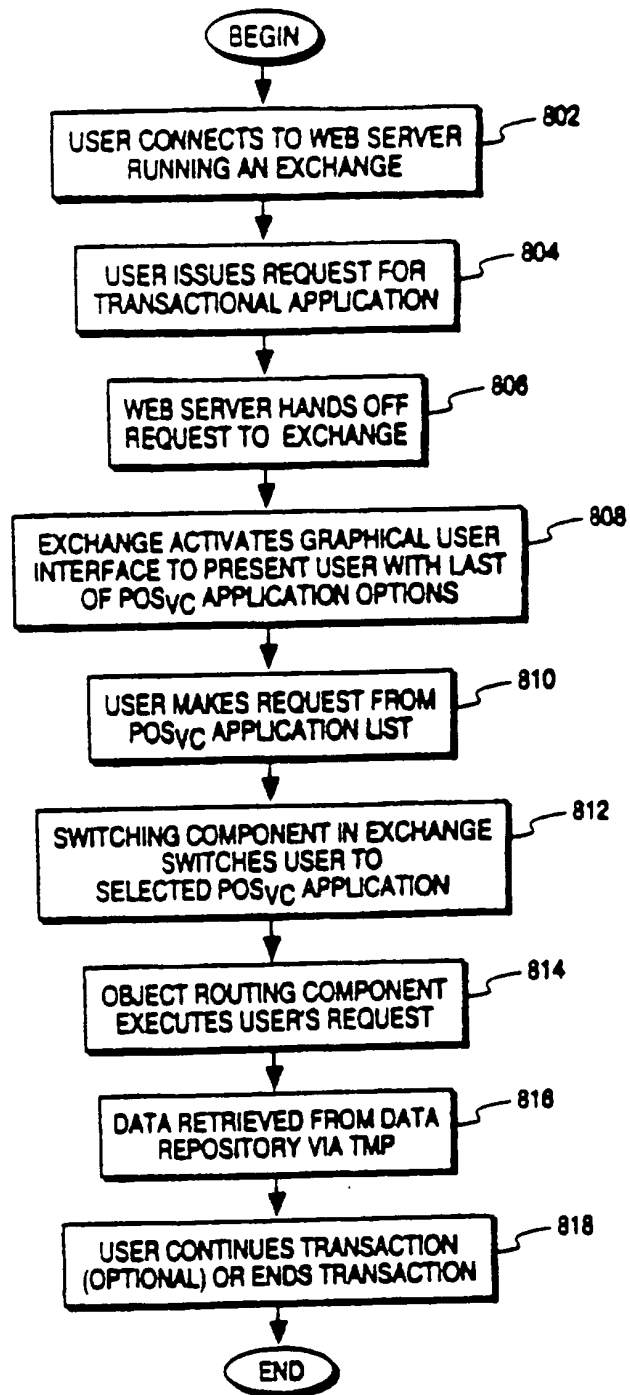 BEGIN
802
USER CONNECTS TO WEB SERVER
RUNNING AN EXCHANGE
804
USER ISSUES REQUEST FOR
TRANSACTIONAL APPLICATION
806
WEB SERVER HANDS OFF
REQUEST TO EXCHANGE
808
EXCHANGE ACTIVATES GRAPHICAL USER
INTERFACE TO PRESENT USER WITH LAST
OF POSVC APPLICATION OPTIONS
810
USER MAKES REQUEST FROM
POSVC APPLICATION LIST
812
SWITCHING COMPONENT IN EXCHANGE
SWITCHES USER TO
SELECTED POSVC APPLICATION
814
OBJECT ROUTING COMPONENT
EXECUTES USER'S REQUEST
816
DATA RETRIEVED FROM DATA
REPOSITORY VIA TMP
818
USER CONTINUES TRANSACTION
(OPTIONAL) OR ENDS TRANSACTION
END